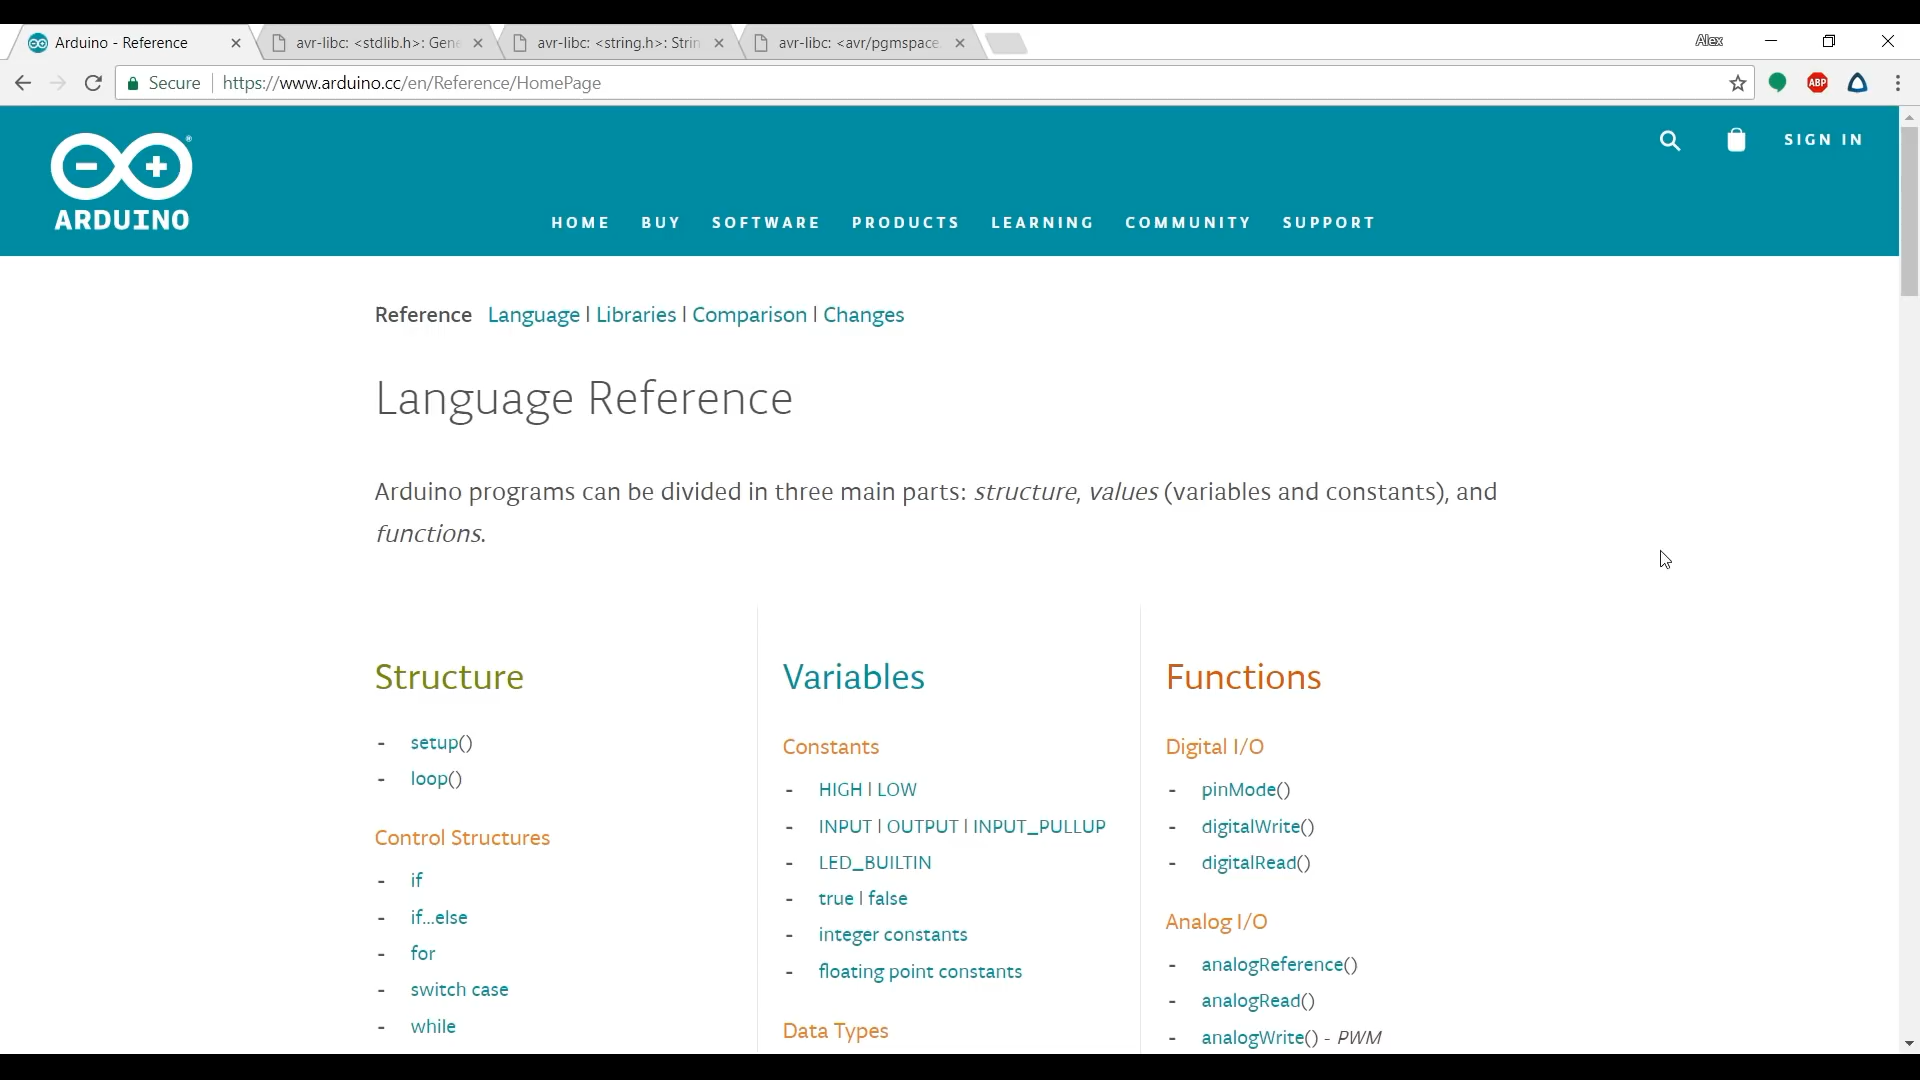 Arduino - Reference
avr-libc: <stdlib.h>: Gene
avr-libc: <string.h>: Strin
avr-libc: <avr/pgmspace.
Alex
Secure
https://www.arduino.cc/en/Reference/HomePage
ABP
ARDUINO
SIGN IN
HOME BUY SOFTWARE PRODUCTS LEARNING COMMUNITY SUPPORT
Reference Language | Libraries | Comparison | Changes
Language Reference
Arduino programs can be divided in three main parts: structure, values (variables and constants), and
functions.
Structure
- setup()
- loop()
Control Structures
- if
- if...else
- for
- switch case
- while
Variables
Constants
- HIGH | LOW
- INPUT | OUTPUT | INPUT_PULLUP
- LED_BUILTIN
- true | false
- integer constants
- floating point constants
Data Types
Functions
Digital I/O
- pinMode()
- digitalWrite()
- digitalRead()
Analog I/O
- analogReference()
- analogRead()
- analogWrite() - PWM